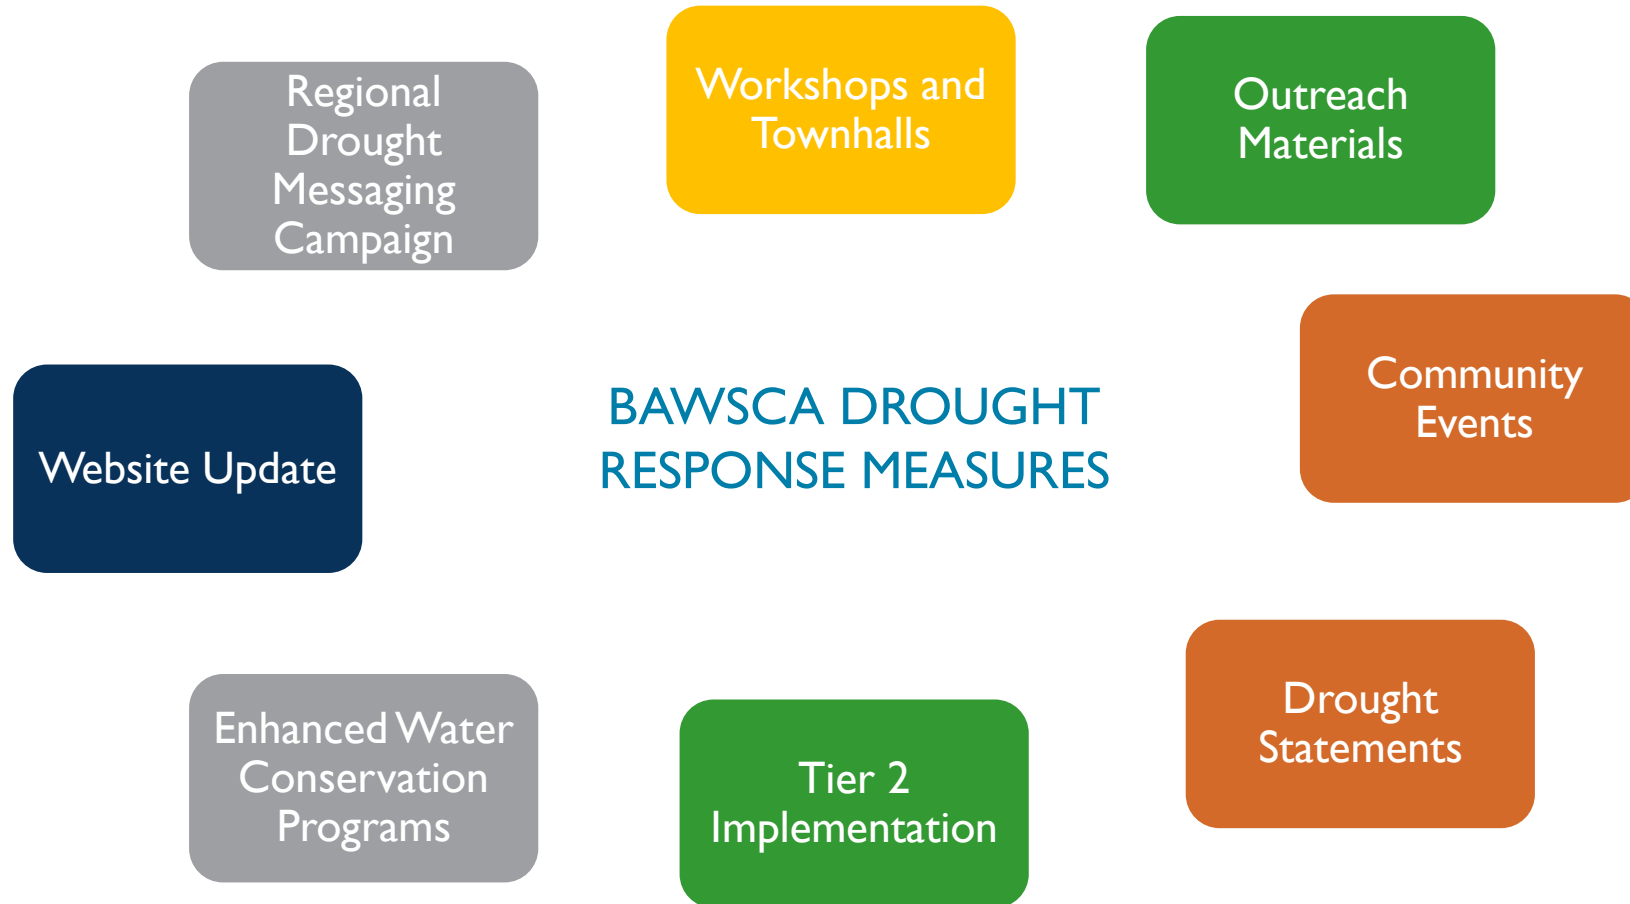 Regional
Drought
Messaging
Campaign
Workshops and
Townhalls
Outreach
Materials
Community
Events
Website Update
BAWSCA DROUGHT
RESPONSE MEASURES
Drought
Statements
Enhanced Water
Conservation
Programs
Tier 2
Implementation